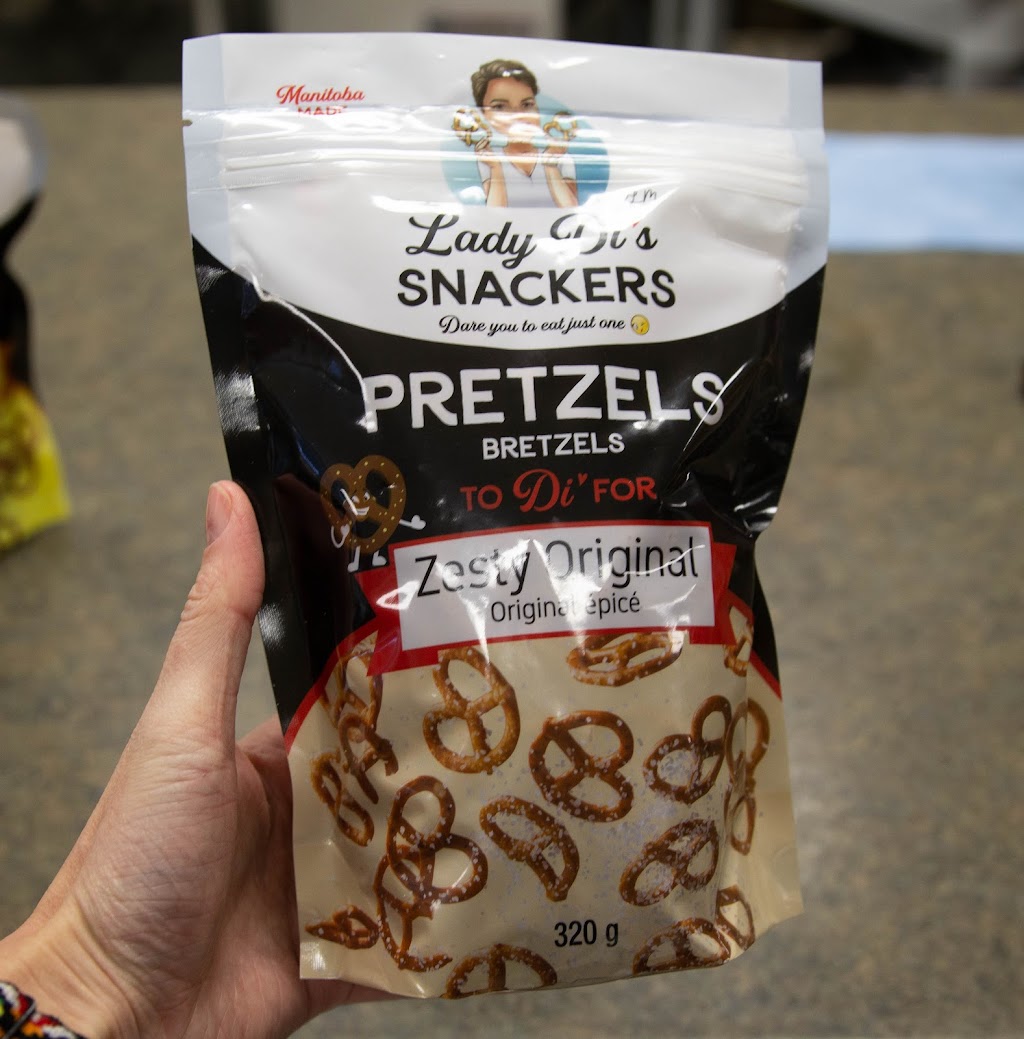 Manitoba
MADE
Lady Di's
SNACKERS
Dare you to eat just one
PRETZELS
BRETZELS
TO Di FOR
Zesty Original
Original épicé
320 g